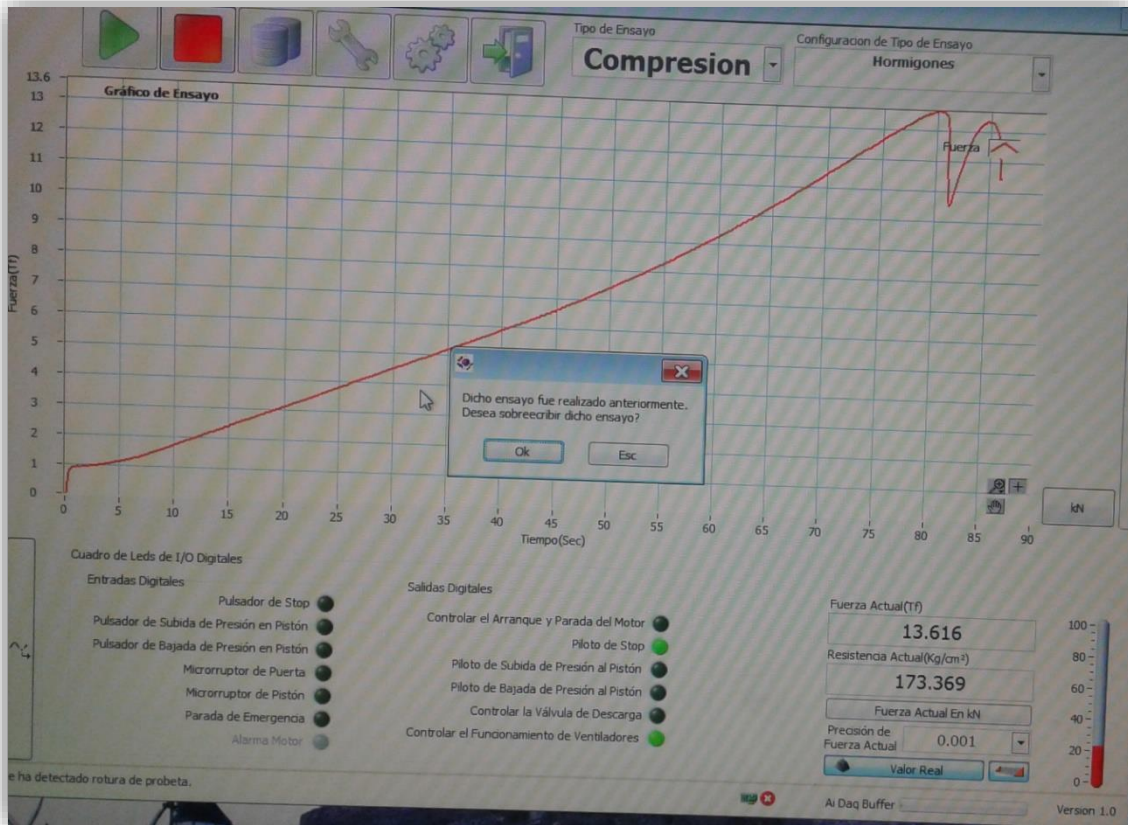 Tipo de Ensayo
Compresion
Configuracion de Tipo de Ensayo
Hormigones
Gráfico de Ensayo
13.6
13
12
11
10
9
8
7
6
5
4
3
2
1
0
Fuerza(Tf)
Fuerza
Dicho ensayo fue realizado anteriormente.
Desea sobreecribir dicho ensayo?
Ok
Esc
0 5 10 15 20 25 30 35 40 45 50 55 60 65 70 75 80 85 90
Tiempo(Sec)
kN
Cuadro de Leds de I/O Digitales
Entradas Digitales
Pulsador de Stop
Pulsador de Subida de Presión en Pistón
Pulsador de Bajada de Presión en Pistón
Microrruptor de Puerta
Microrruptor de Pistón
Parada de Emergencia
Alarma Motor
Salidas Digitales
Controlar el Arranque y Parada del Motor
Piloto de Stop
Piloto de Subida de Presión al Pistón
Piloto de Bajada de Presión al Pistón
Controlar la Válvula de Descarga
Controlar el Funcionamiento de Ventiladores
Fuerza Actual(Tf)
13.616
Resistencia Actual(Kg/cm²)
173.369
Fuerza Actual En kN
Precisión de
Fuerza Actual
0.001
Valor Real
100
80
60
40
20
0
e ha detectado rotura de probeta.
Ai Daq Buffer
Version 1.0